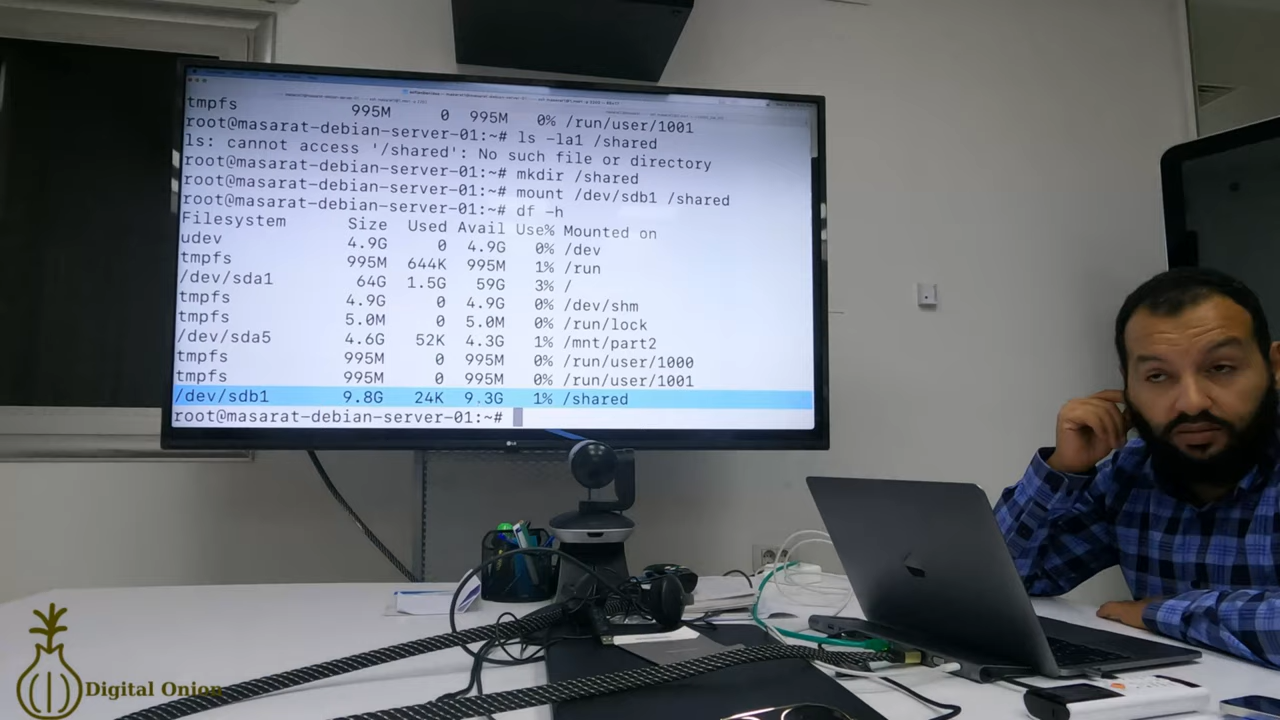 tmpfs 995M 0 995M 0% /run/user/1001
root@masarat-debian-server-01:~# ls -la1 /shared
ls: cannot access '/shared': No such file or directory
root@masarat-debian-server-01:~# mkdir /shared
root@masarat-debian-server-01:~# mount /dev/sdb1 /shared
root@masarat-debian-server-01:~# df -h
Filesystem Size Used Avail Use% Mounted on
udev 4.9G 0 4.9G 0% /dev
tmpfs 995M 644K 995M 1% /run
/dev/sda1 64G 1.5G 59G 3% /
tmpfs 4.9G 0 4.9G 0% /dev/shm
tmpfs 5.0M 0 5.0M 0% /run/lock
/dev/sda5 4.6G 52K 4.3G 1% /mnt/part2
tmpfs 995M 0 995M 0% /run/user/1000
tmpfs 995M 0 995M 0% /run/user/1001
/dev/sdb1 9.8G 24K 9.3G 1% /shared
root@masarat-debian-server-01:~#
LG
Digital Onion